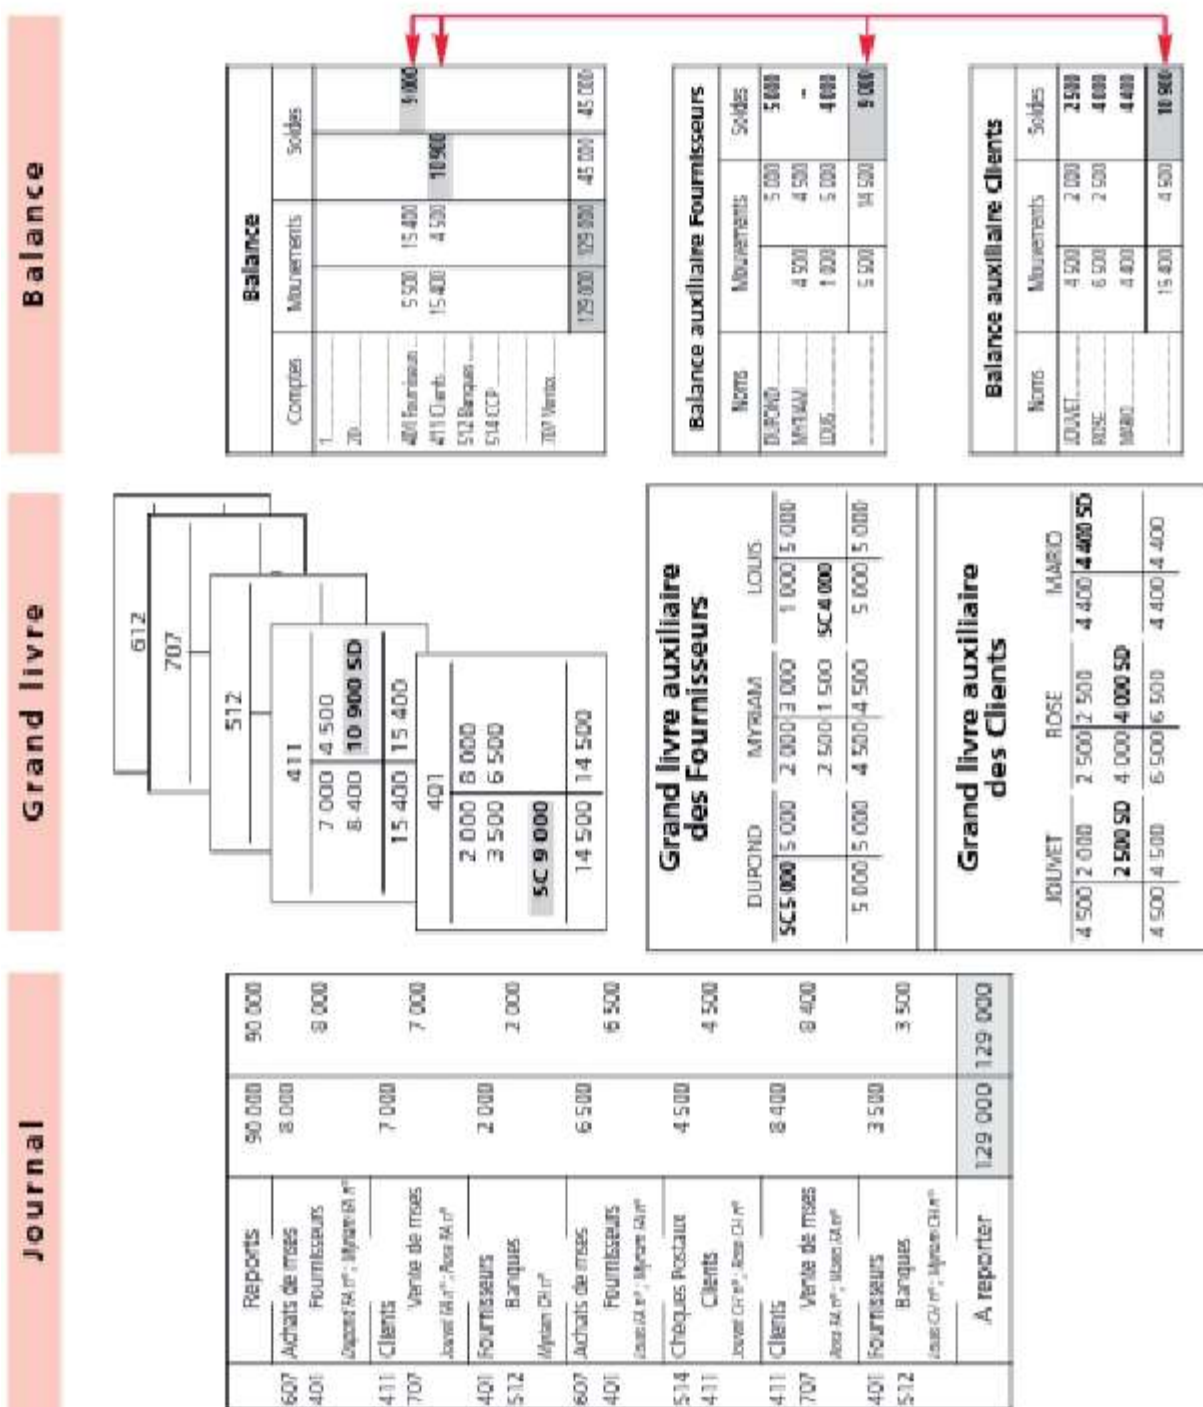 Journal
Reports 90 000 90 000
607 Achats de mses 8 000
401 Fournisseurs 8 000
411 Clients 7 000
707 Vente de mses 7 000
401 Fournisseurs 2 000
512 Banques 2 000
607 Achats de mses 6 500
401 Fournisseurs 6 500
514 Chèques Postaux 4 500
411 Clients 4 500
411 Clients 8 400
707 Vente de mses 8 400
401 Fournisseurs 3 500
512 Banques 3 500
A reporter 129 000 129 000
Grand livre
612
707
512
411
7 000 4 500
8 400 10 900 SD
15 400 15 400
401
2 000 8 000
3 500 6 500
SC 9 000
14 500 14 500
Grand livre auxiliaire
des Fournisseurs
DUPOND MYRIAM LOUIS
SC 5 000 5 000 2 000 3 000 1 000 5 000
2 500 1 500 SC 4 000
5 000 5 000 4 500 4 500 5 000 5 000
Grand livre auxiliaire
des Clients
JOUVET ROSE MARIO
4 500 2 000 2 500 2 500 4 400 4 400 SD
2 500 SD 4 000 4 000 SD
4 500 4 500 6 500 6 500 4 400 4 400
Balance
Balance
Comptes Mouvements Soldes
1
20
401 Fournisseurs 5 500 15 400 9 000
411 Clients 15 400 4 500 10 900
512 Banques
514 CCP
707 Ventes
129 000 129 000 45 000 45 000
Balance auxiliaire Fournisseurs
Noms Mouvements Soldes
DUPOND 5 000 5 000
MYRIAM 4 500 4 500 –
LOUIS 1 000 5 000 4 000
5 500 14 500 9 000
Balance auxiliaire Clients
Noms Mouvements Soldes
JOUVET 4 500 2 000 2 500
ROSE 6 500 2 500 4 000
MARIO 4 400 4 400
15 400 4 500 10 900